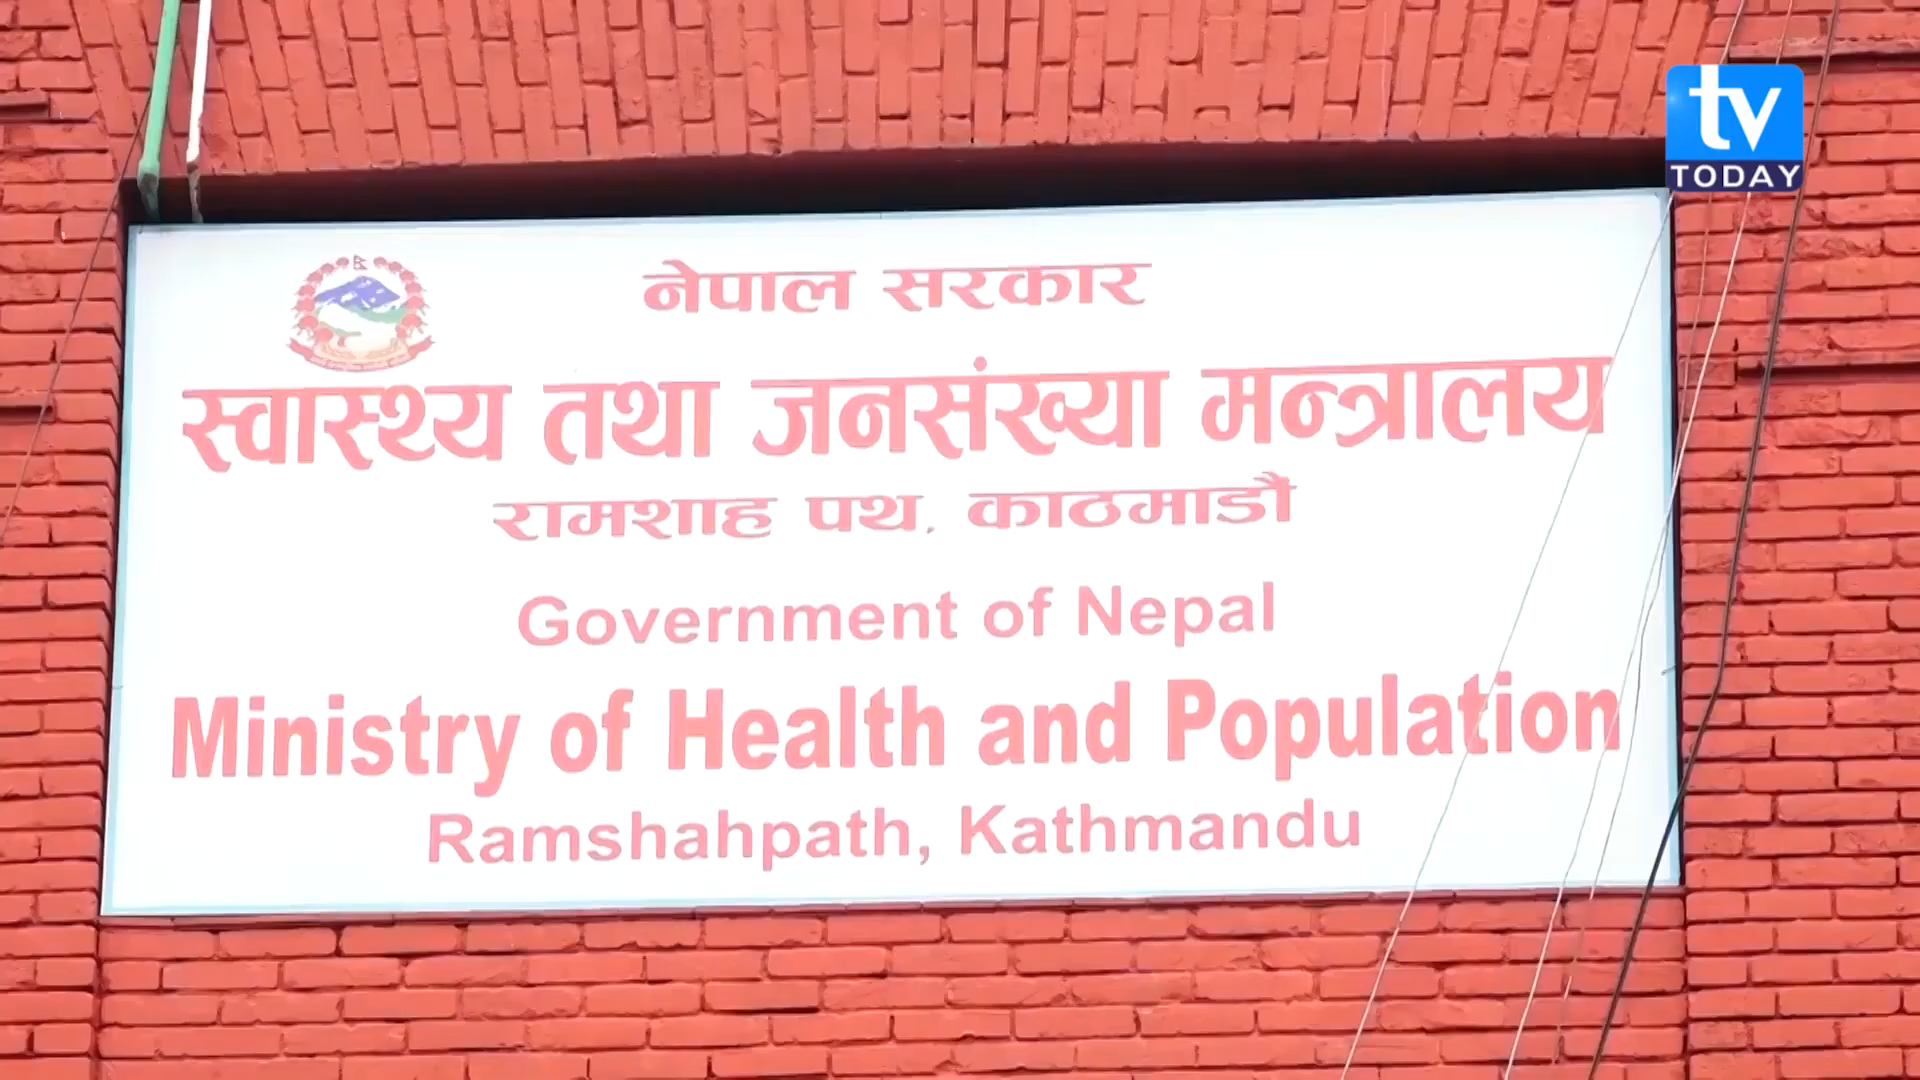 tv
TODAY
नेपाल सरकार
स्वास्थ्य तथा जनसंख्या मन्त्रालय
रामशाह पथ, काठमाडौं
Government of Nepal
Ministry of Health and Population
Ramshahpath, Kathmandu